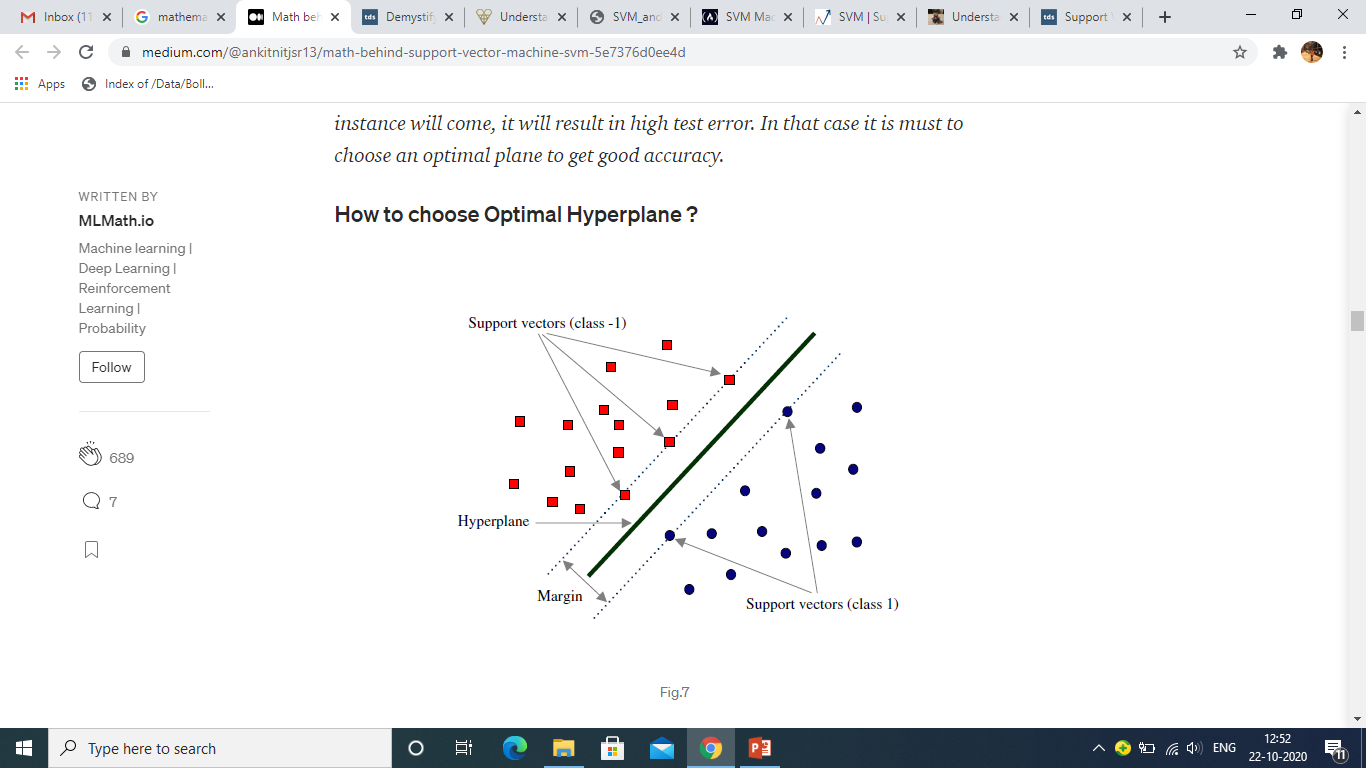 Inbox (11
mathema
Math beh
Demystify
Understa
SVM_and
SVM Mac
SVM | Su
Understa
Support V
medium.com/@ankitnitjsr13/math-behind-support-vector-machine-svm-5e7376d0ee4d
Apps
Index of /Data/Boll...
instance will come, it will result in high test error. In that case it is must to
choose an optimal plane to get good accuracy.
WRITTEN BY
MLMath.io
Machine learning |
Deep Learning |
Reinforcement
Learning |
Probability
Follow
689
7
How to choose Optimal Hyperplane ?
Support vectors (class -1)
Hyperplane
Margin
Support vectors (class 1)
Fig.7
Type here to search
ENG
12:52
22-10-2020
11